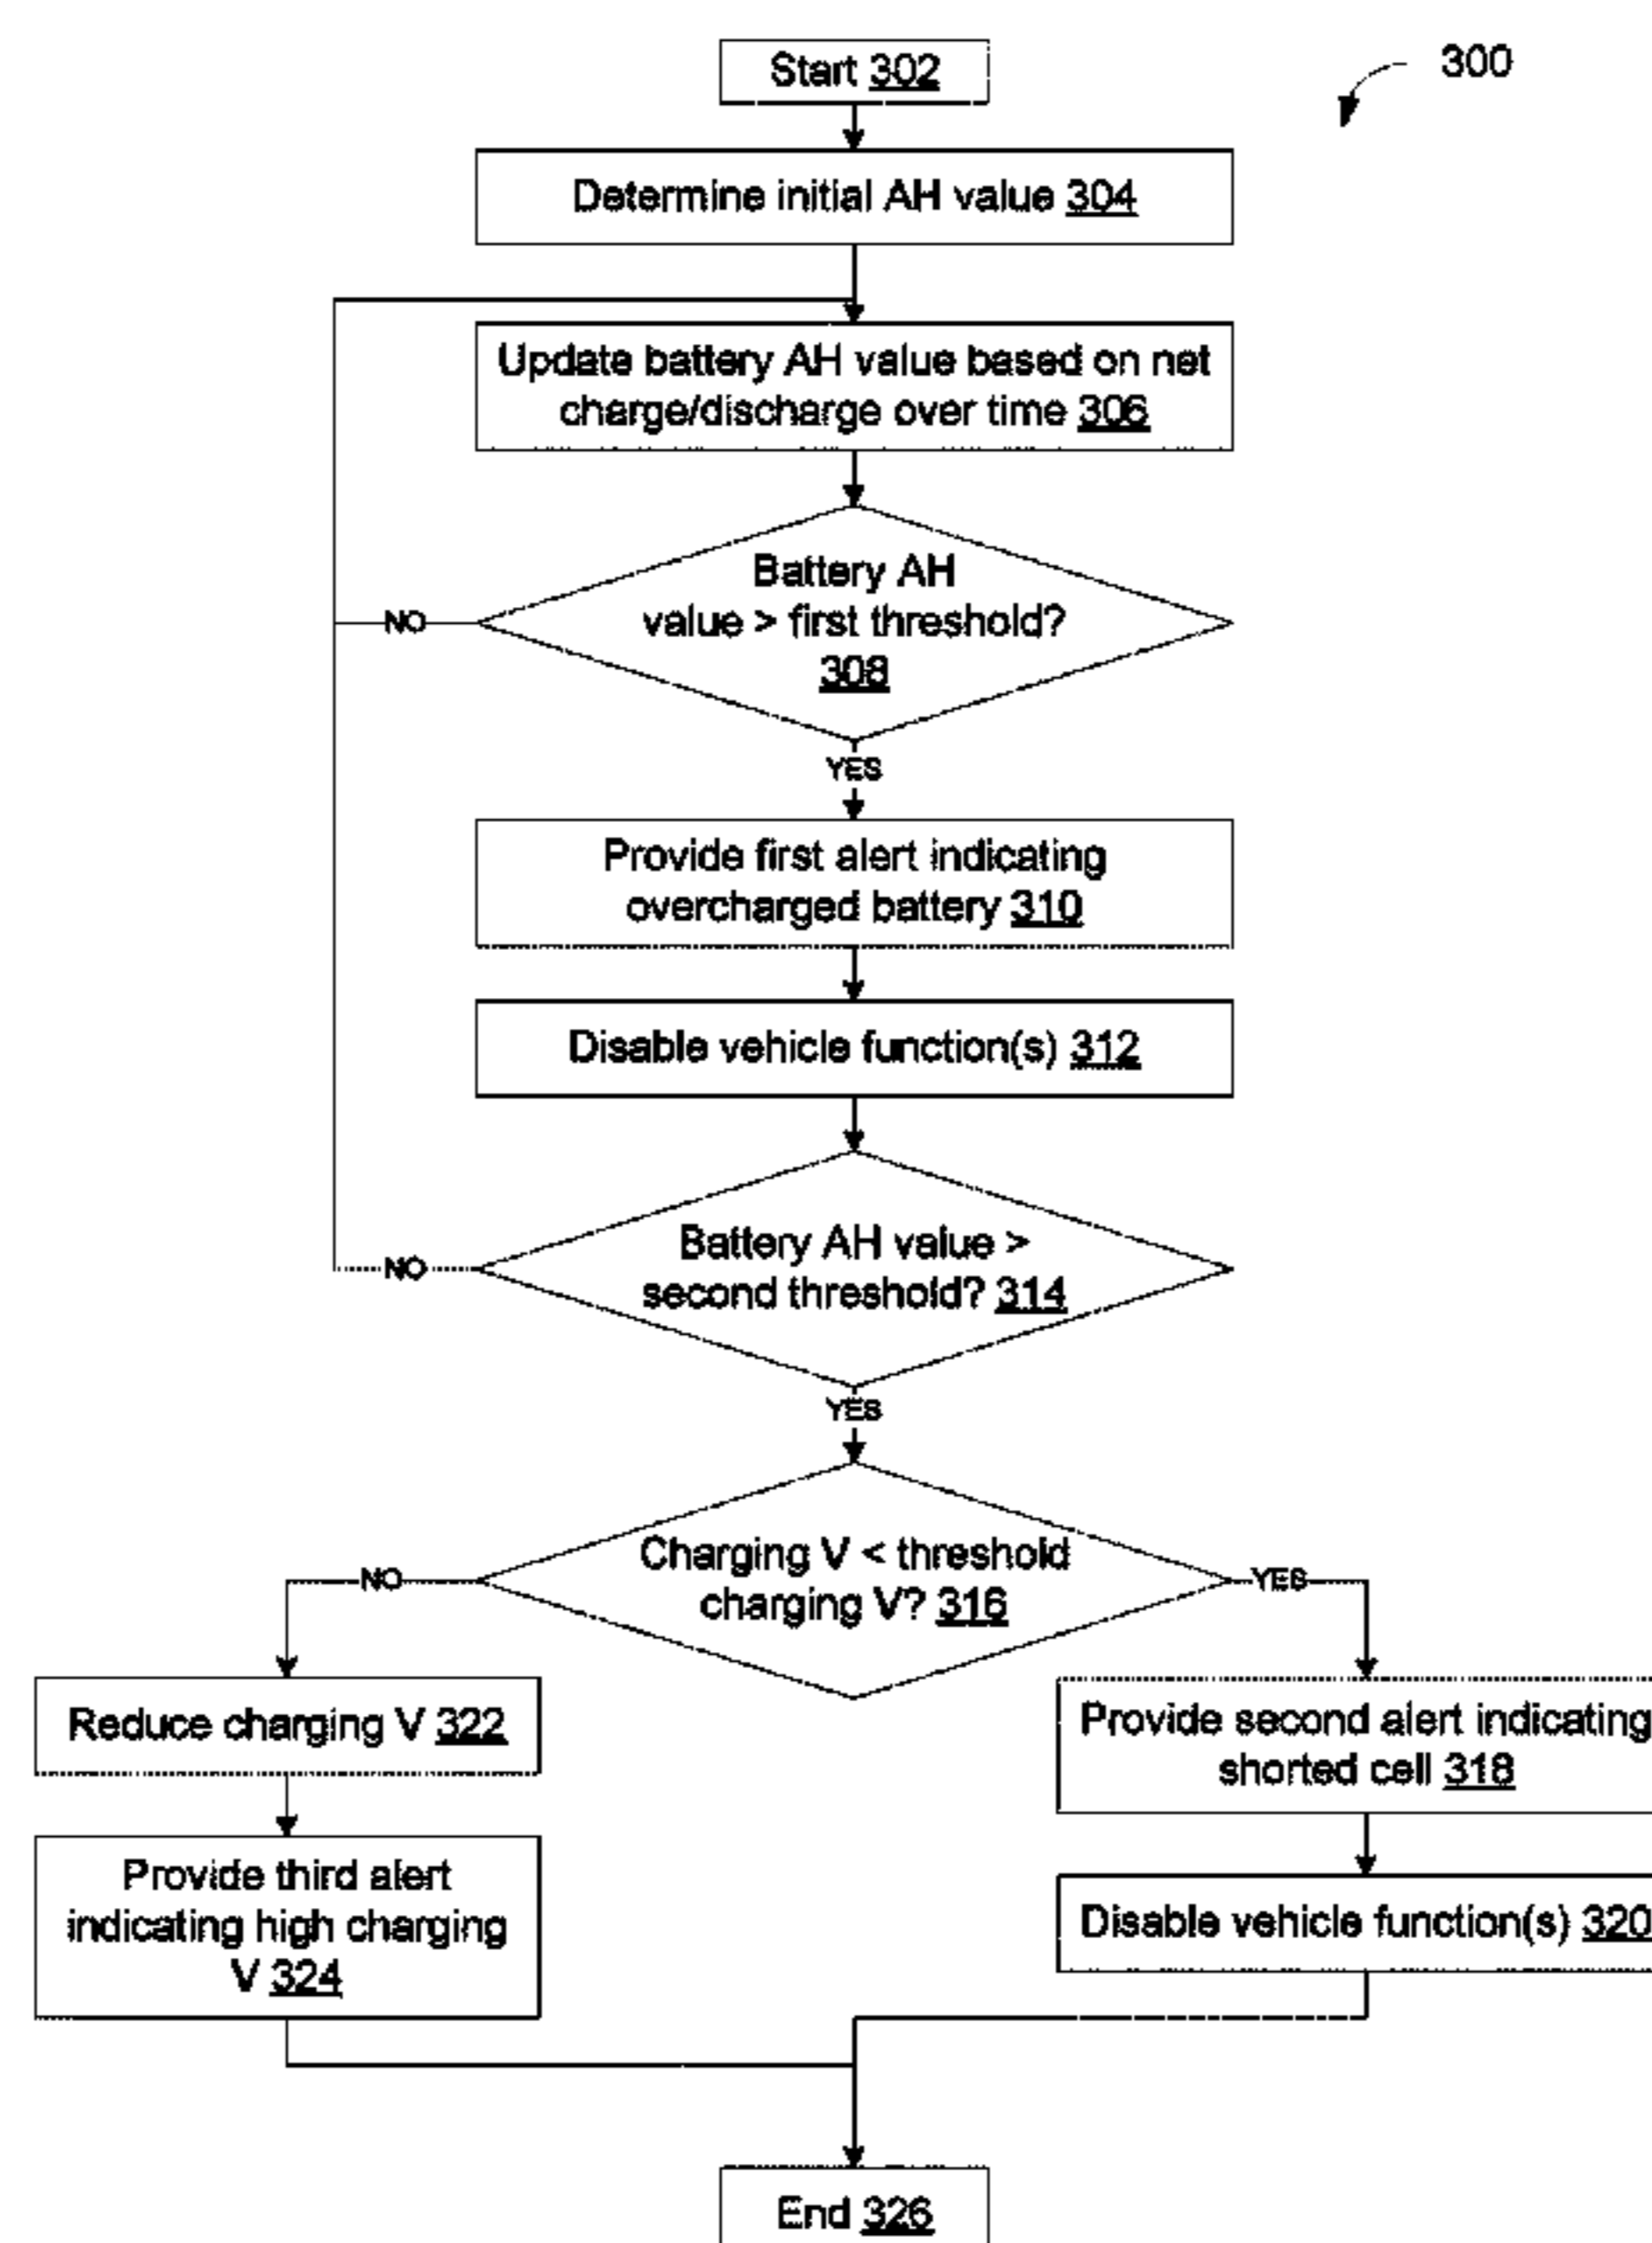 300
Start 302
Determine initial AH value 304
Update battery AH value based on net
charge/discharge over time 306
Battery AH
value > first threshold?
308
NO
YES
Provide first alert indicating
overcharged battery 310
Disable vehicle function(s) 312
Battery AH value >
second threshold? 314
NO
YES
Charging V < threshold
charging V? 316
NO
YES
Reduce charging V 322
Provide third alert
indicating high charging
V 324
Provide second alert indicating
shorted cell 318
Disable vehicle function(s) 320
End 326